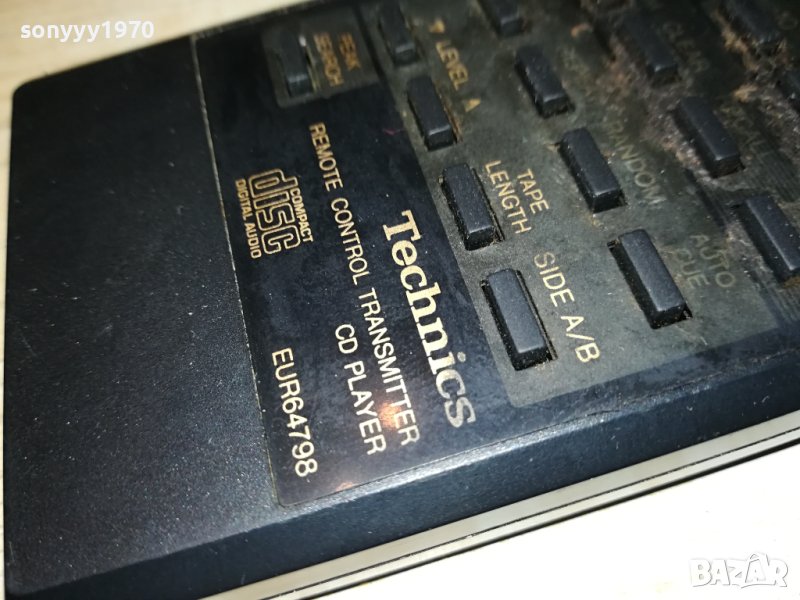 sonyyy1970
PEAK
SEARCH
▼ LEVEL ▲
TAPE
LENGTH
SIDE A/B
RANDOM
AUTO
CUE
CLEAR
Technics
REMOTE CONTROL TRANSMITTER
CD PLAYER
COMPACT
disc
DIGITAL AUDIO
EUR64798
BAZAR